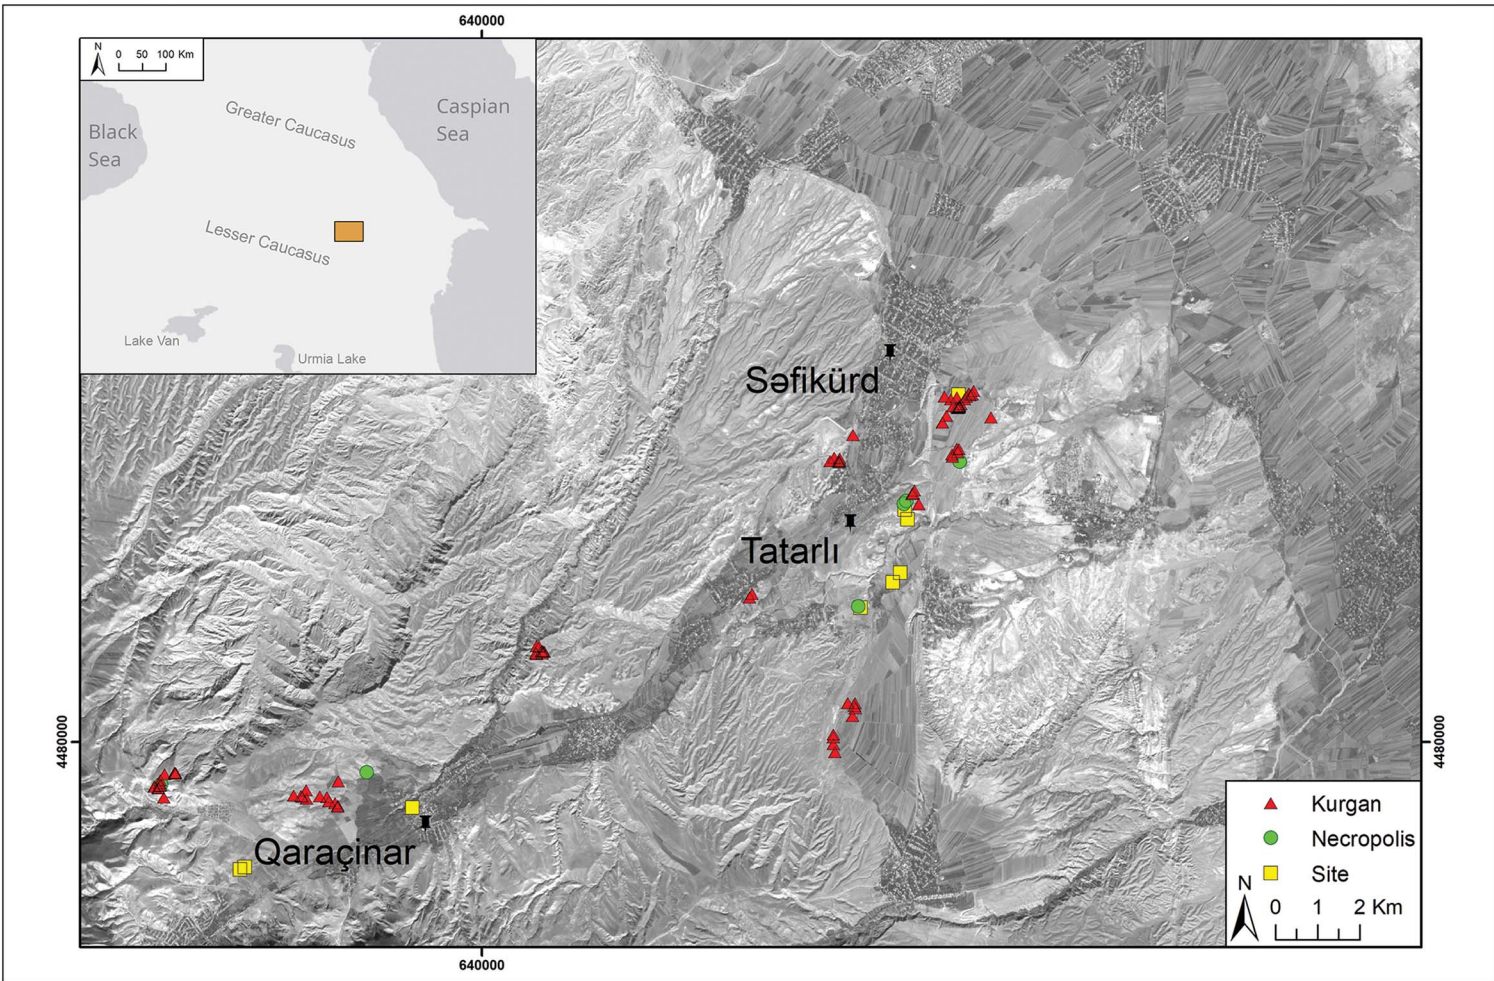 640000
N
0 50 100 Km
Greater Caucasus
Caspian
Sea
Black
Sea
Lesser Caucasus
Lake Van
Urmia Lake
Səfikürd
Tatarlı
4480000
4480000
Qaraçinar
Kurgan
Necropolis
Site
N
0 1 2 Km
640000